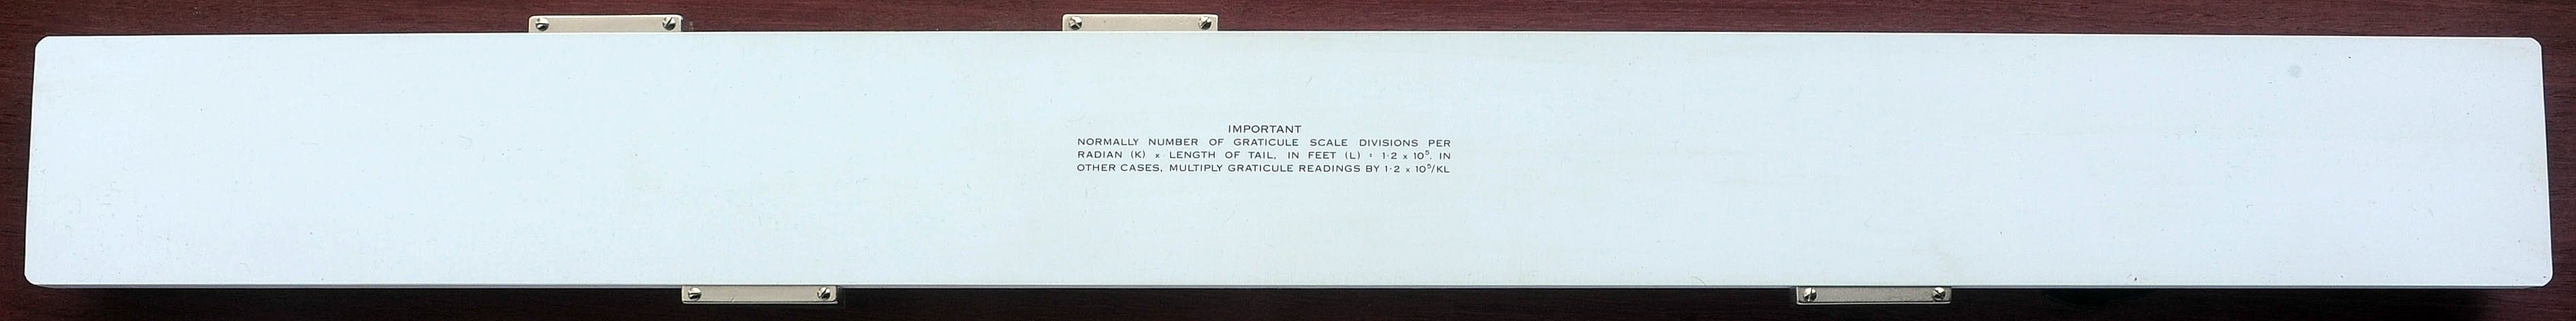 IMPORTANT
NORMALLY NUMBER OF GRATICULE SCALE DIVISIONS PER
RADIAN (K) x LENGTH OF TAIL, IN FEET (L) = 1·2 x 10⁵. IN
OTHER CASES, MULTIPLY GRATICULE READINGS BY 1·2 x 10⁵/KL